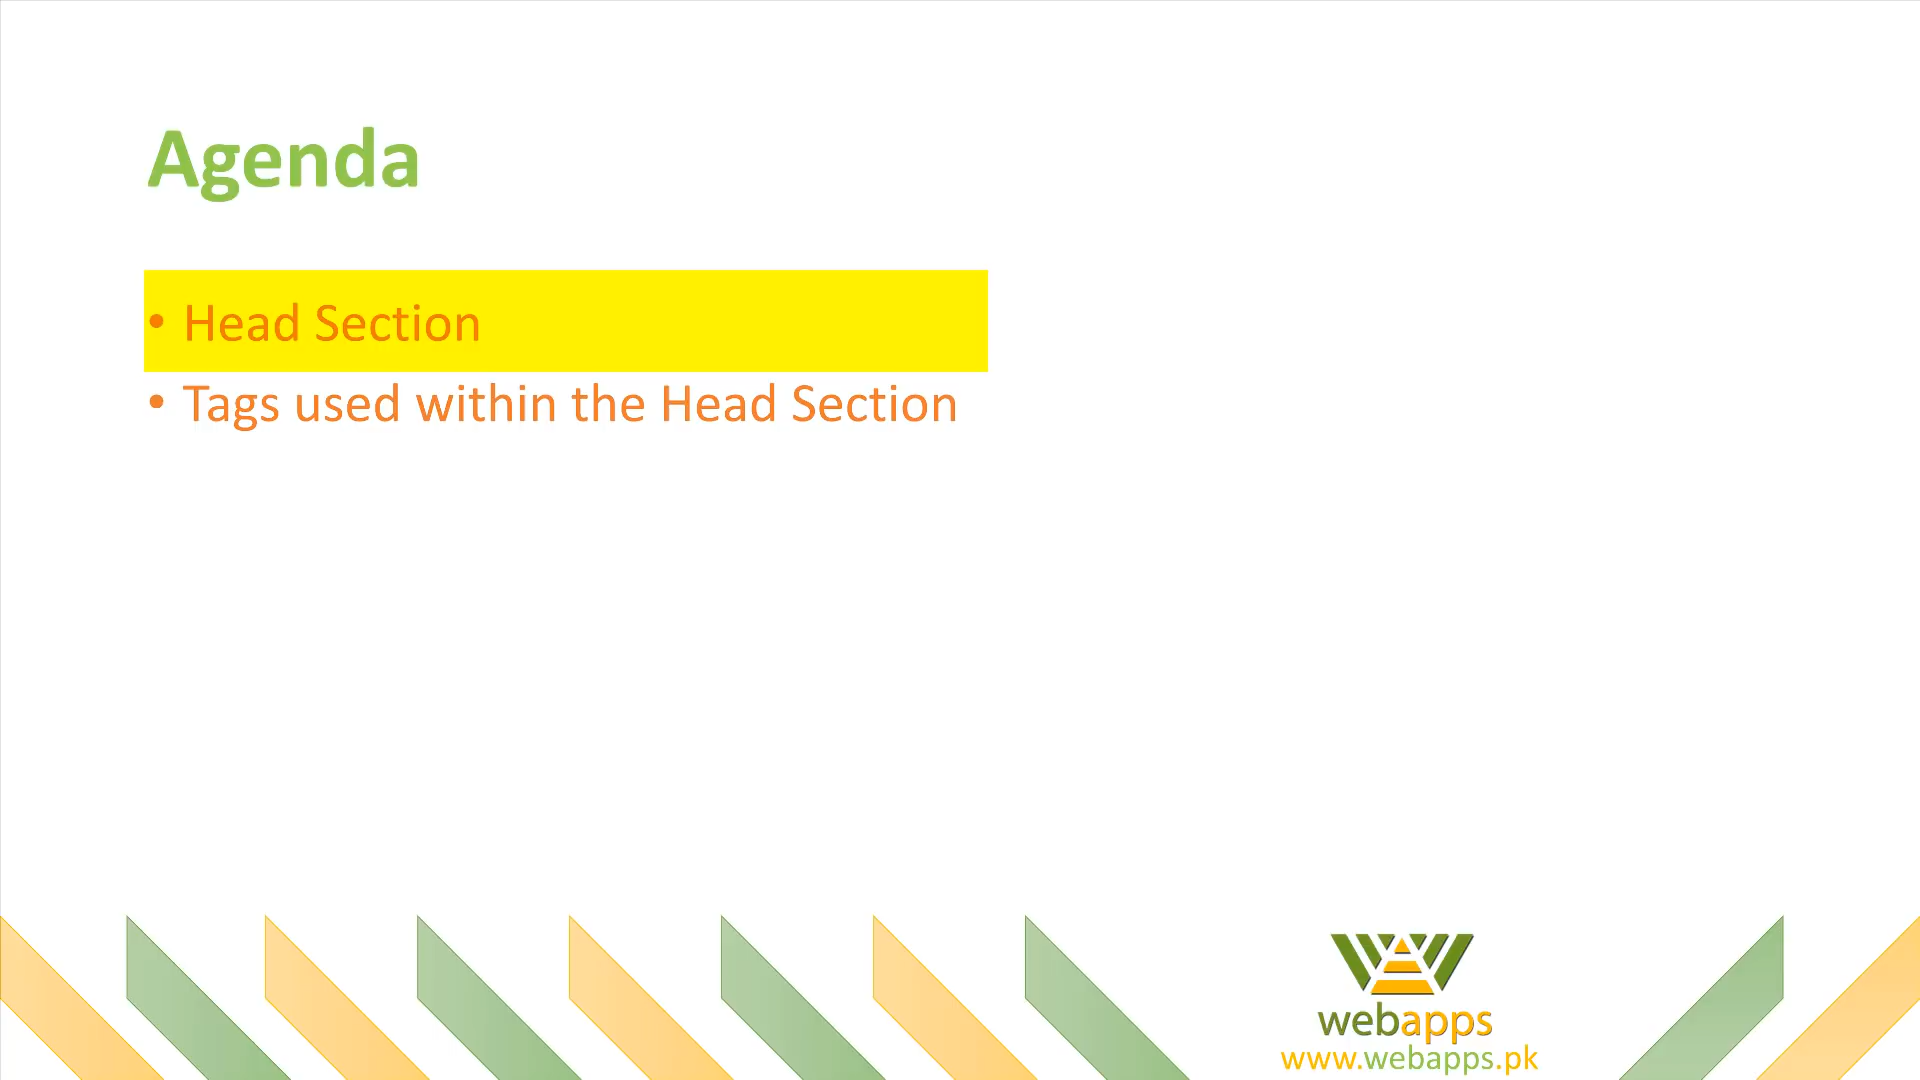 Agenda
• Head Section
• Tags used within the Head Section
webapps
www.webapps.pk